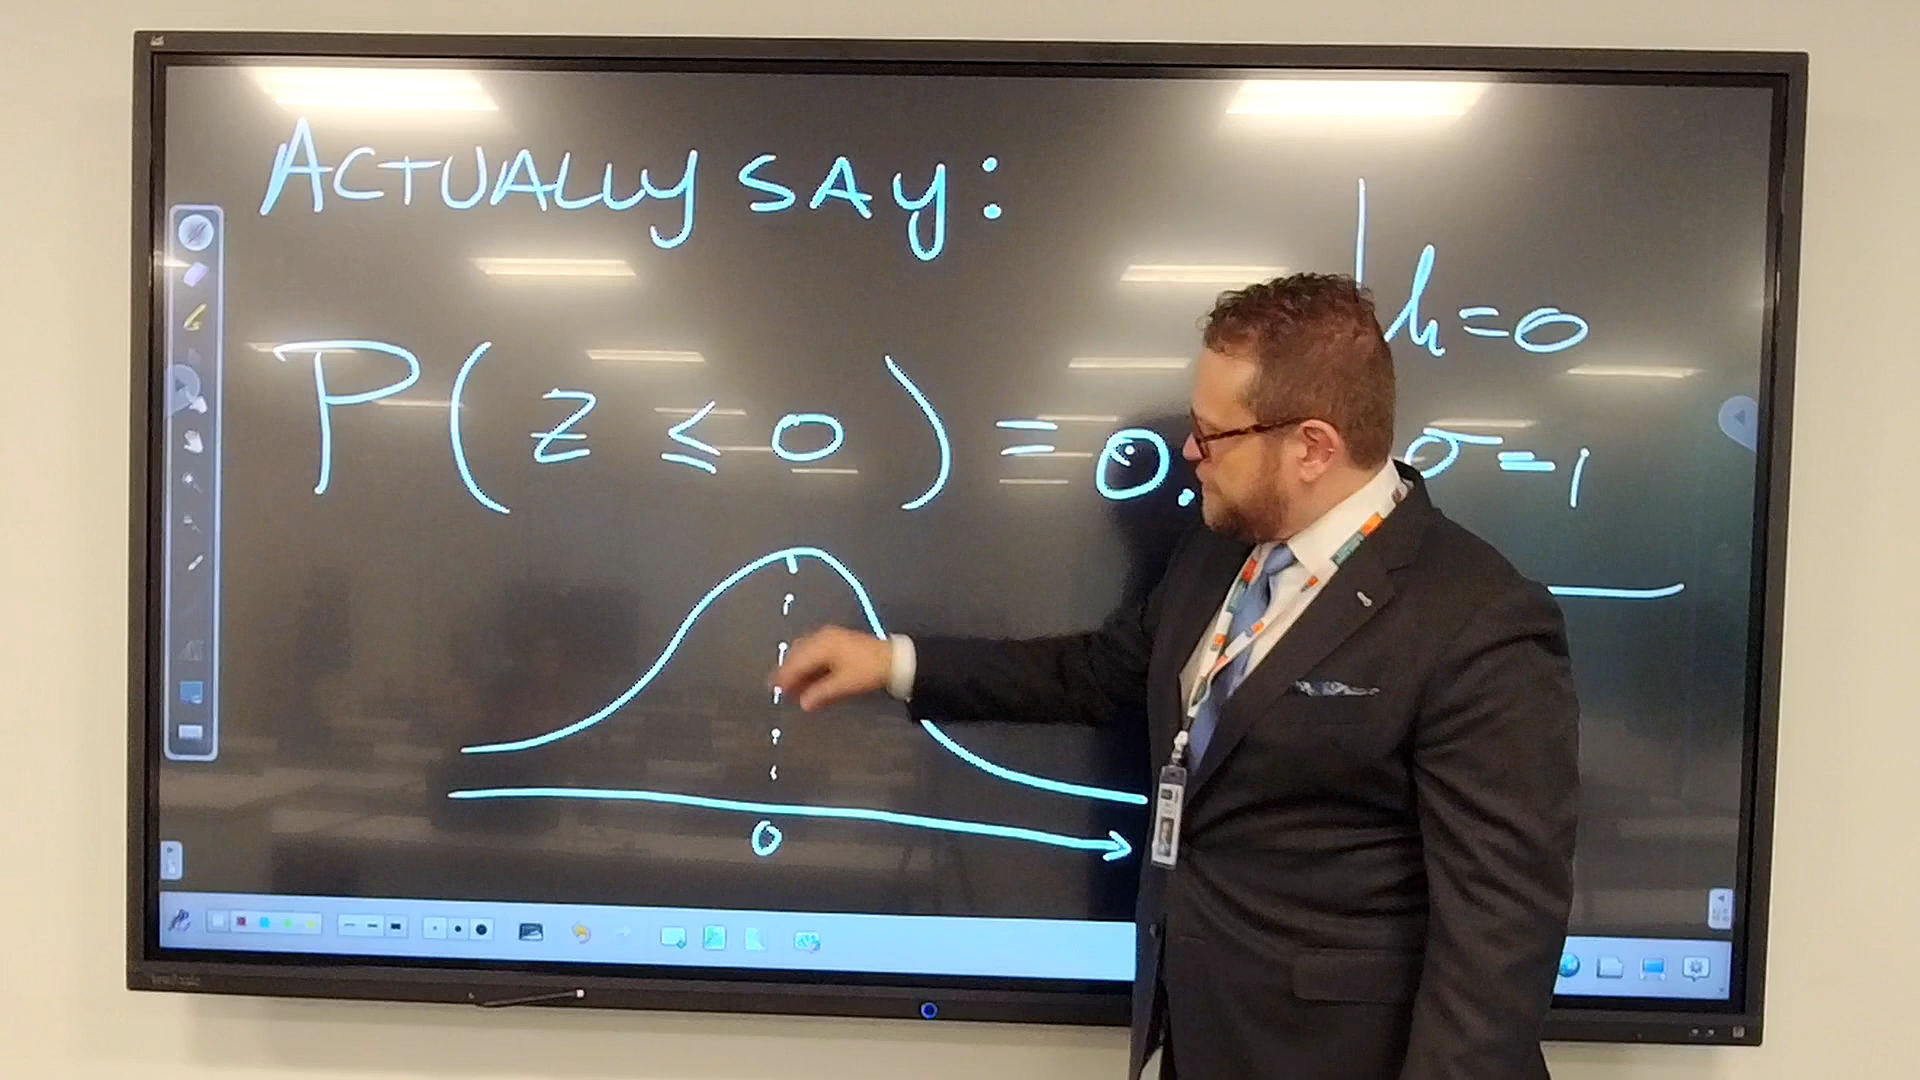 ACTUALLY SAY:
P(Z ≤ 0) = 0.
μ=0
σ=1
0